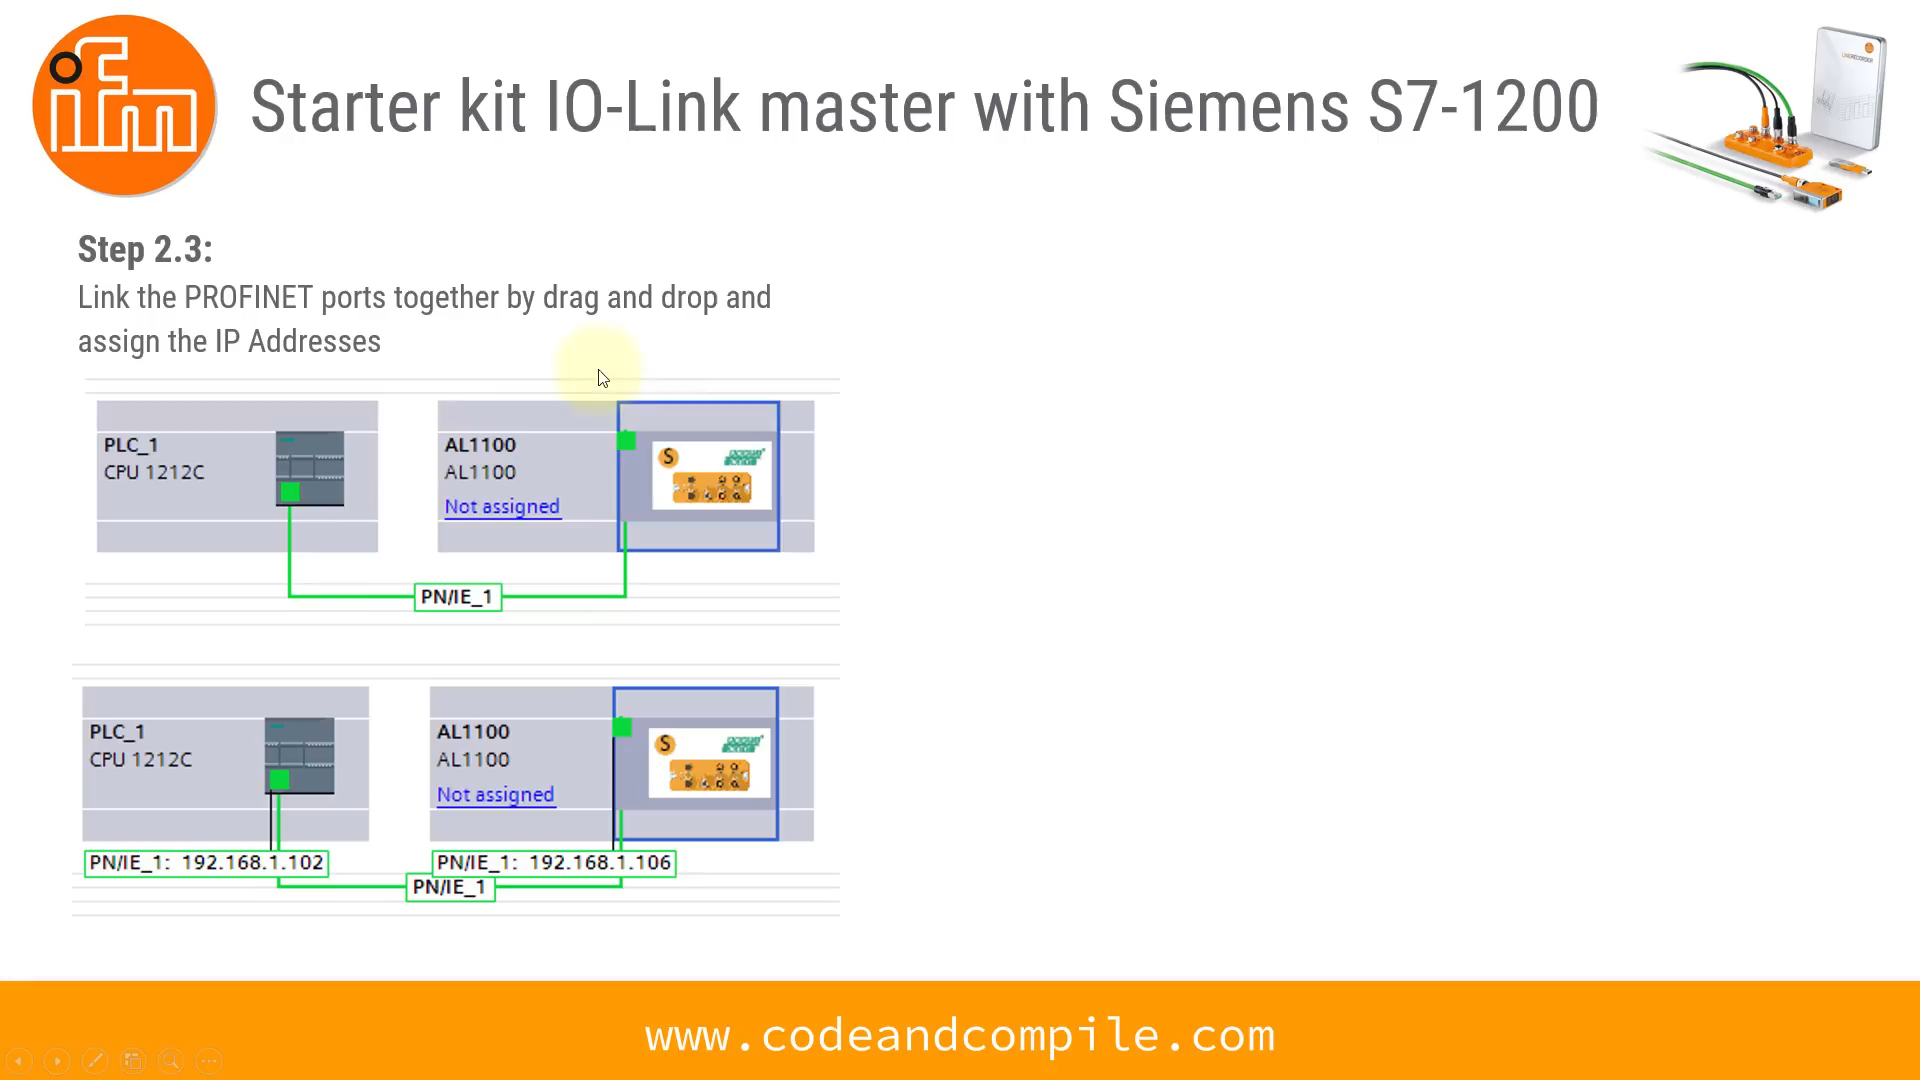 ifm
Starter kit IO-Link master with Siemens S7-1200
Step 2.3:
Link the PROFINET ports together by drag and drop and
assign the IP Addresses
PLC_1
CPU 1212C
AL1100
AL1100
Not assigned
S
PN/IE_1
PLC_1
CPU 1212C
AL1100
AL1100
Not assigned
S
PN/IE_1: 192.168.1.102
PN/IE_1: 192.168.1.106
PN/IE_1
www.codeandcompile.com